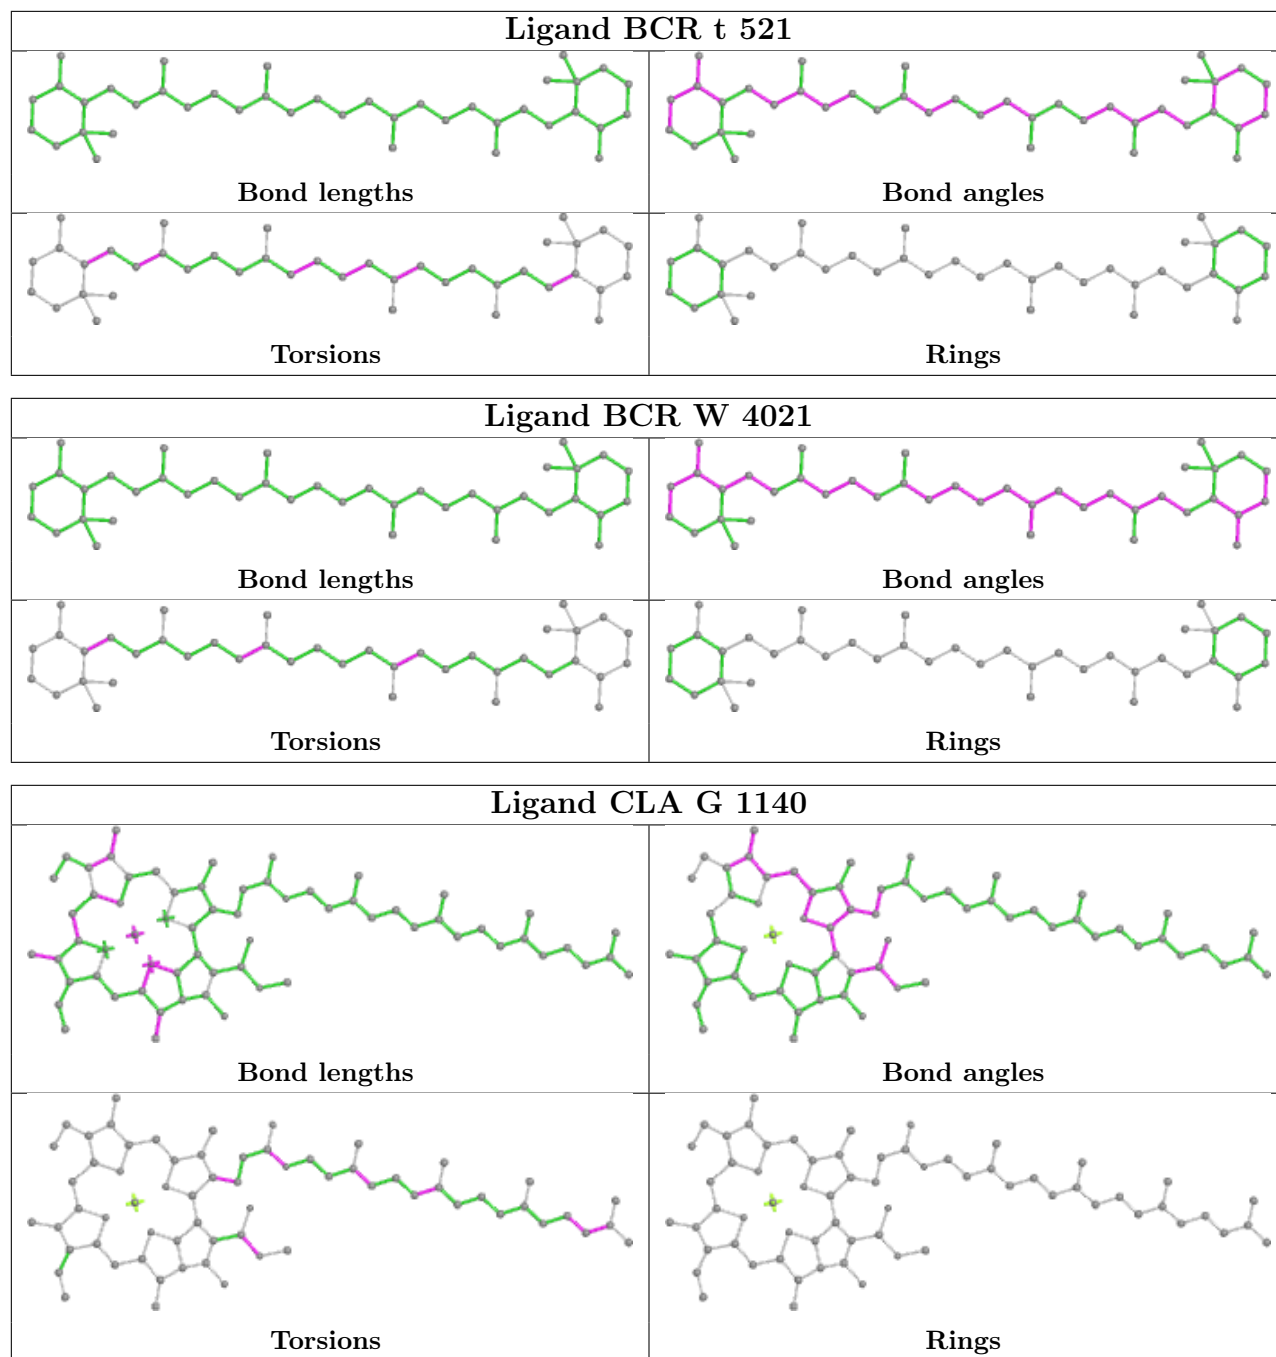 Ligand BCR t 521
Bond lengths
Bond angles
Torsions
Rings
Ligand BCR W 4021
Bond lengths
Bond angles
Torsions
Rings
Ligand CLA G 1140
Bond lengths
Bond angles
Torsions
Rings